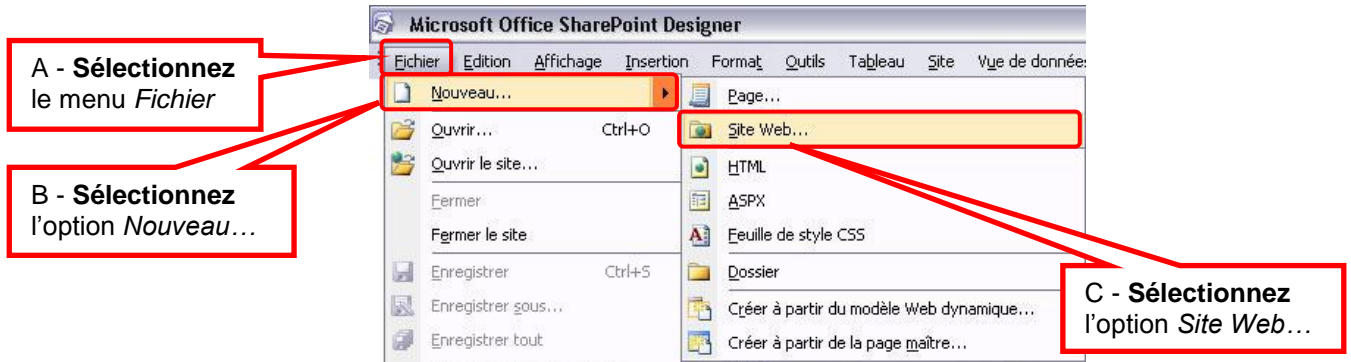 Microsoft Office SharePoint Designer
Fichier Edition Affichage Insertion Format Outils Tableau Site Vue de donnée
A - Sélectionnez
le menu Fichier
B - Sélectionnez
l’option Nouveau…
Nouveau...
Ouvrir... Ctrl+O
Ouvrir le site...
Fermer
Fermer le site
Enregistrer Ctrl+S
Enregistrer sous...
Enregistrer tout
Page...
Site Web...
HTML
ASPX
Feuille de style CSS
Dossier
Créer à partir du modèle Web dynamique...
Créer à partir de la page maître...
C - Sélectionnez
l’option Site Web…